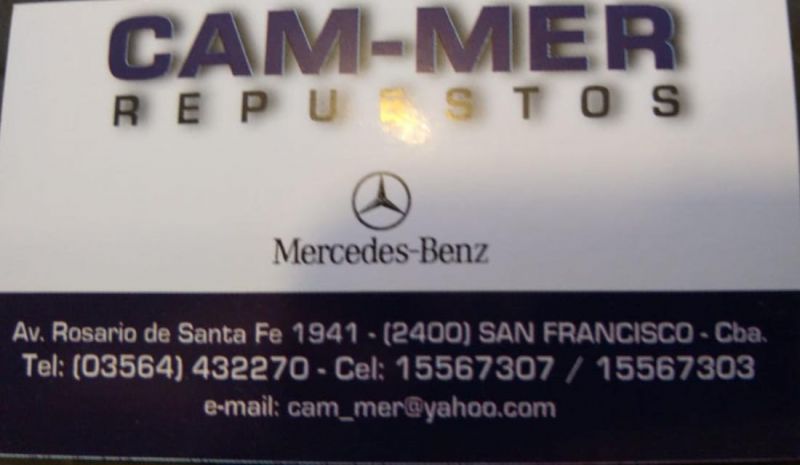 CAM-MER
REPUESTOS
Mercedes-Benz
Av. Rosario de Santa Fe 1941 - (2400) SAN FRANCISCO - Cba.
Tel: (03564) 432270 - Cel: 15567307 / 15567303
e-mail: cam_mer@yahoo.com